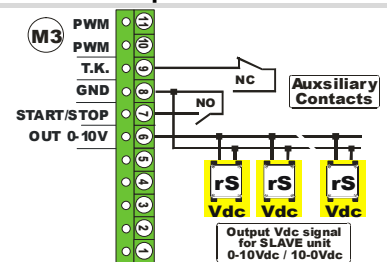 M3
PWM 11
PWM 10
T.K. 9
GND 8
START/STOP 7
OUT 0-10V 6
5
4
3
2
1
NC
NO
Auxsiliary
Contacts
rS rS rS
Vdc Vdc Vdc
Output Vdc signal
for SLAVE unit
0-10Vdc / 10-0Vdc